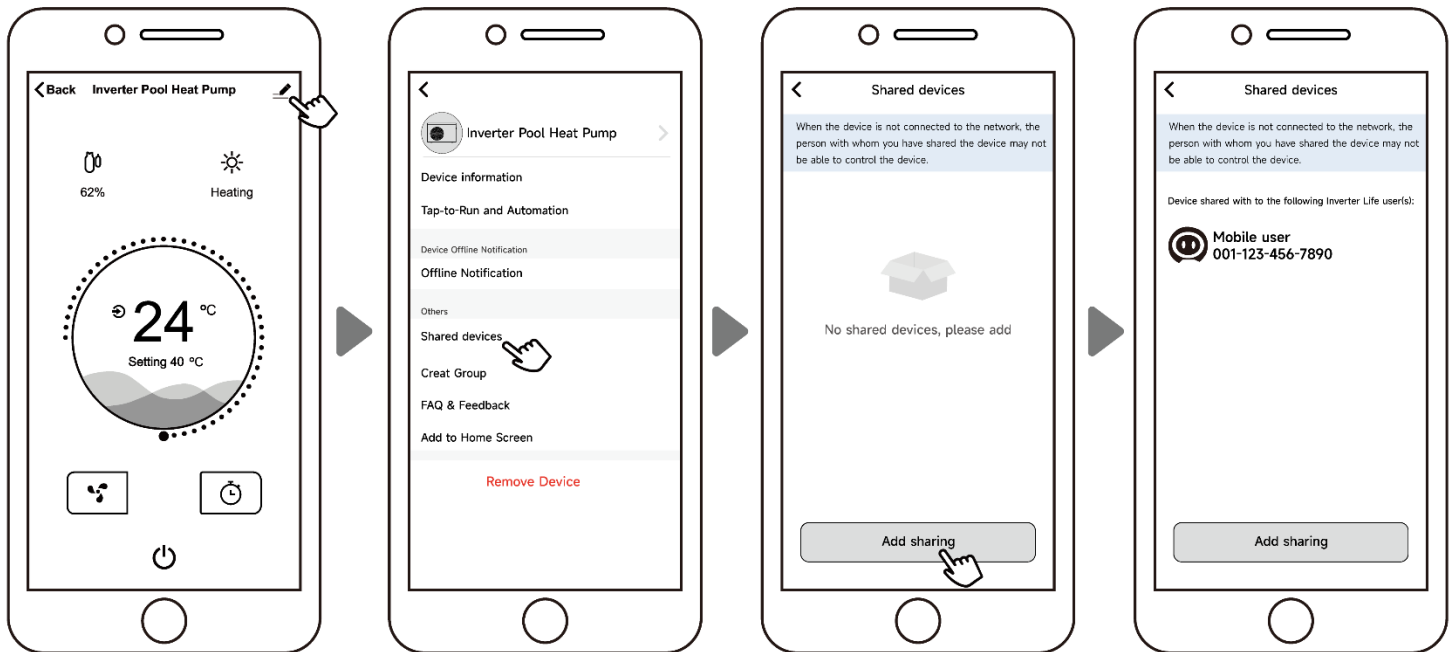 Back Inverter Pool Heat Pump
62% Heating
24 °C
Setting 40 °C
Inverter Pool Heat Pump
Device information
Tap-to-Run and Automation
Device Offline Notification
Offline Notification
Others
Shared devices
Creat Group
FAQ & Feedback
Add to Home Screen
Remove Device
Shared devices
When the device is not connected to the network, the
person with whom you have shared the device may not
be able to control the device.
No shared devices, please add
Add sharing
Shared devices
When the device is not connected to the network, the
person with whom you have shared the device may not
be able to control the device.
Device shared with to the following Inverter Life user(s):
Mobile user
001-123-456-7890
Add sharing